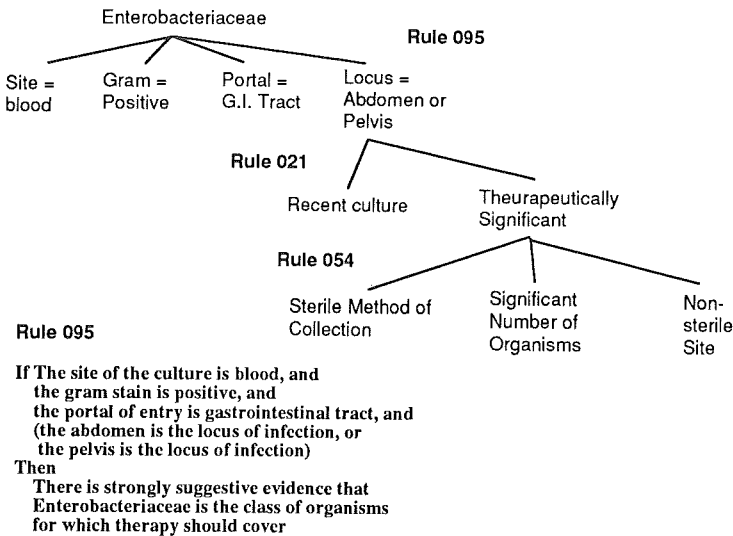 Enterobacteriaceae
Rule 095
Site =
blood
Gram =
Positive
Portal =
G.I. Tract
Locus =
Abdomen or
Pelvis
Rule 021
Recent culture
Theurapeutically
Significant
Rule 054
Sterile Method of
Collection
Significant
Number of
Organisms
Non-
sterile
Site
Rule 095
If The site of the culture is blood, and
the gram stain is positive, and
the portal of entry is gastrointestinal tract, and
(the abdomen is the locus of infection, or
the pelvis is the locus of infection)
Then
There is strongly suggestive evidence that
Enterobacteriaceae is the class of organisms
for which therapy should cover